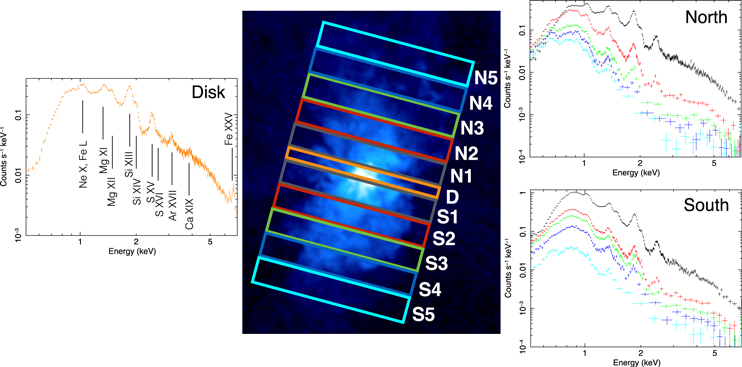 Disk
Counts s⁻¹ keV⁻¹
0.1
0.01
10⁻³
Ne X, Fe L
Mg XI
Mg XII
Si XIII
Si XIV
S XV
S XVI
Ar XVII
Ca XIX
Fe XXV
0.5
1
2
5
Energy (keV)
N5
N4
N3
N2
N1
D
S1
S2
S3
S4
S5
North
Counts s⁻¹ keV⁻¹
0.1
0.01
10⁻³
10⁻⁴
1
2
5
Energy (keV)
South
Counts s⁻¹ keV⁻¹
1
0.1
0.01
10⁻³
10⁻⁴
1
2
5
Energy (keV)